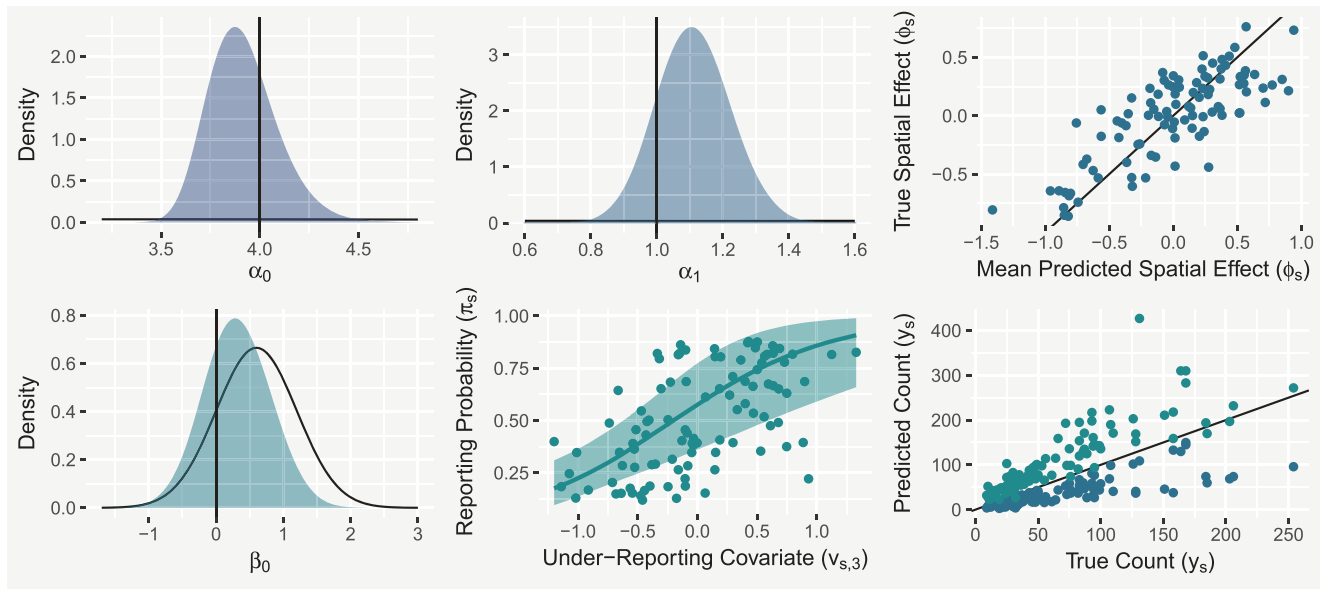 Density
2.0
1.5
1.0
0.5
0.0
3.5 4.0 4.5
α₀
Density
3
2
1
0
0.6 0.8 1.0 1.2 1.4 1.6
α₁
True Spatial Effect (ϕₛ)
0.5
0.0
−0.5
−1.5 −1.0 −0.5 0.0 0.5 1.0
Mean Predicted Spatial Effect (ϕₛ)
Density
0.8
0.6
0.4
0.2
0.0
−1 0 1 2 3
β₀
Reporting Probability (πₛ)
1.00
0.75
0.50
0.25
−1.0 −0.5 0.0 0.5 1.0
Under−Reporting Covariate (vₛ,₃)
Predicted Count (yₛ)
400
300
200
100
0
0 50 100 150 200 250
True Count (yₛ)